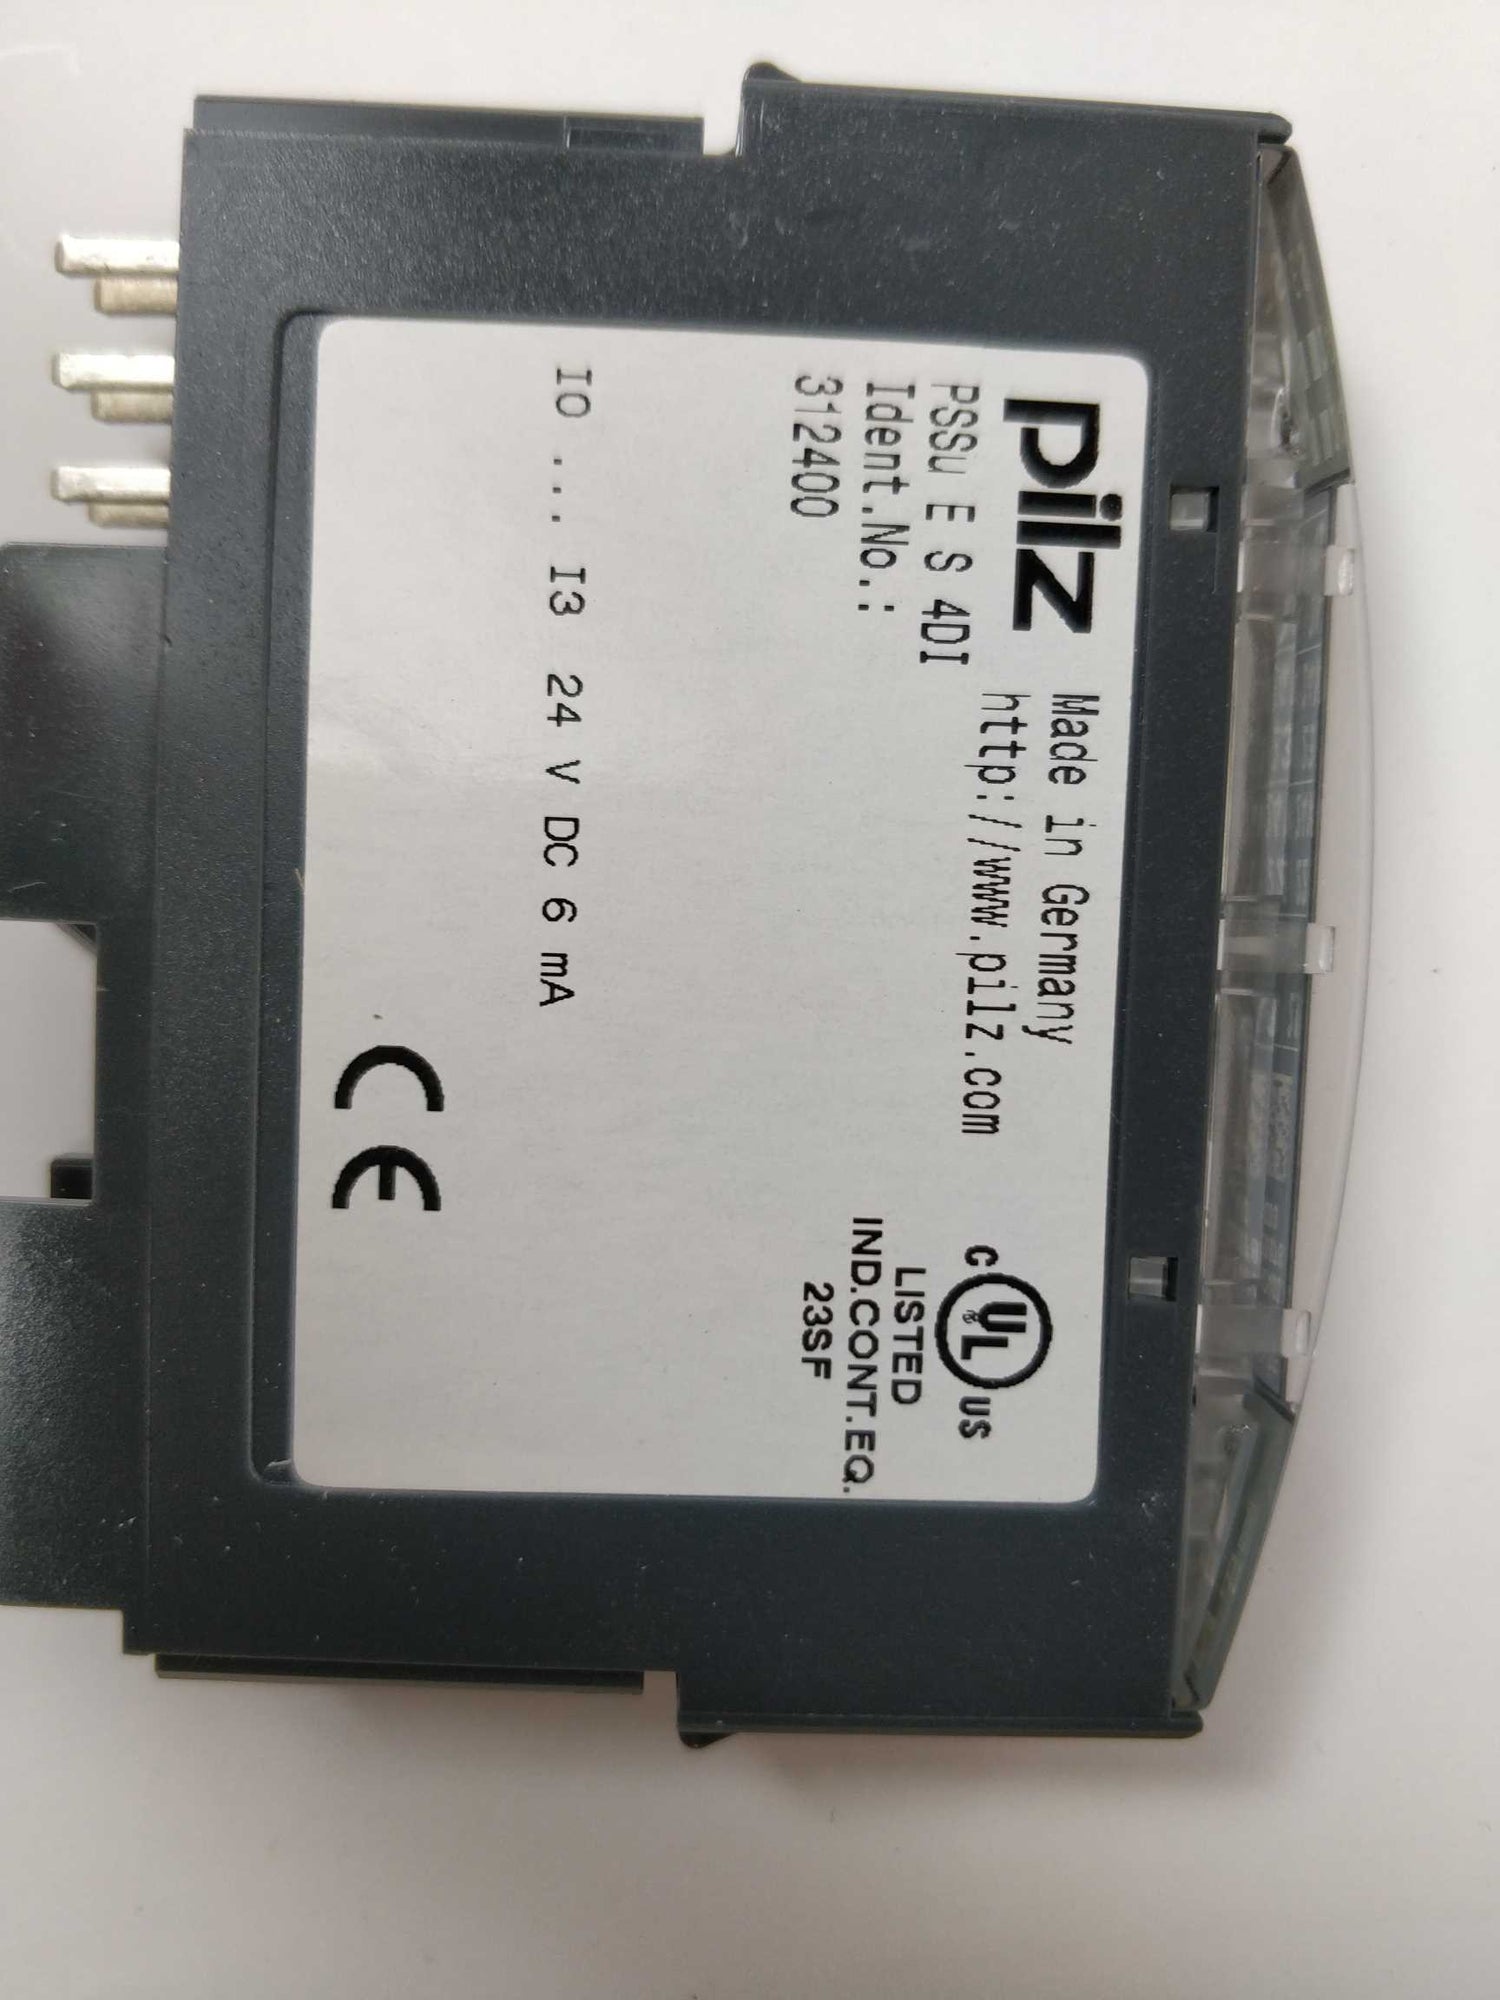 pilz
Made in Germany
http://www.pilz.com
PSSu E S 4DI
Ident.No.:
312400
C UL® US
LISTED
IND.CONT.EQ.
23SF
I0 ... I3 24 V DC 6 mA
CE